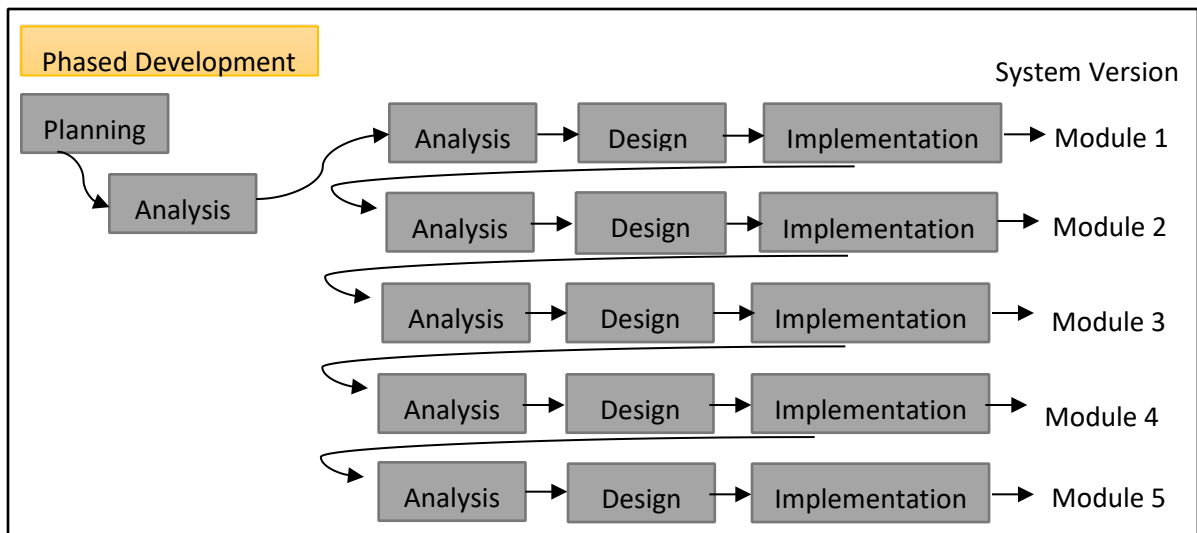 Phased Development
System Version
Planning
Analysis
Analysis Design Implementation Module 1
Analysis Design Implementation Module 2
Analysis Design Implementation Module 3
Analysis Design Implementation Module 4
Analysis Design Implementation Module 5